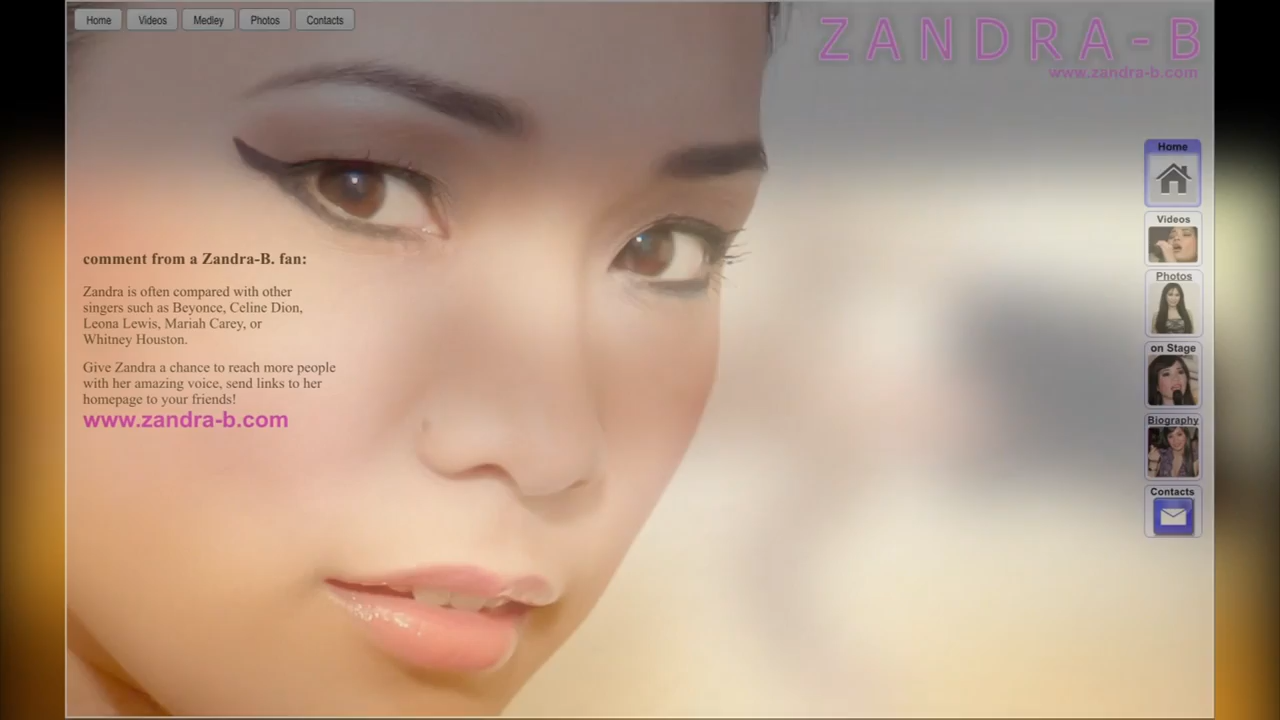 Home Videos Medley Photos Contacts
ZANDRA-B
www.zandra-b.com
Home
Videos
Photos
on Stage
Biography
Contacts
comment from a Zandra-B. fan:
Zandra is often compared with other
singers such as Beyonce, Celine Dion,
Leona Lewis, Mariah Carey, or
Whitney Houston.
Give Zandra a chance to reach more people
with her amazing voice, send links to her
homepage to your friends!
www.zandra-b.com